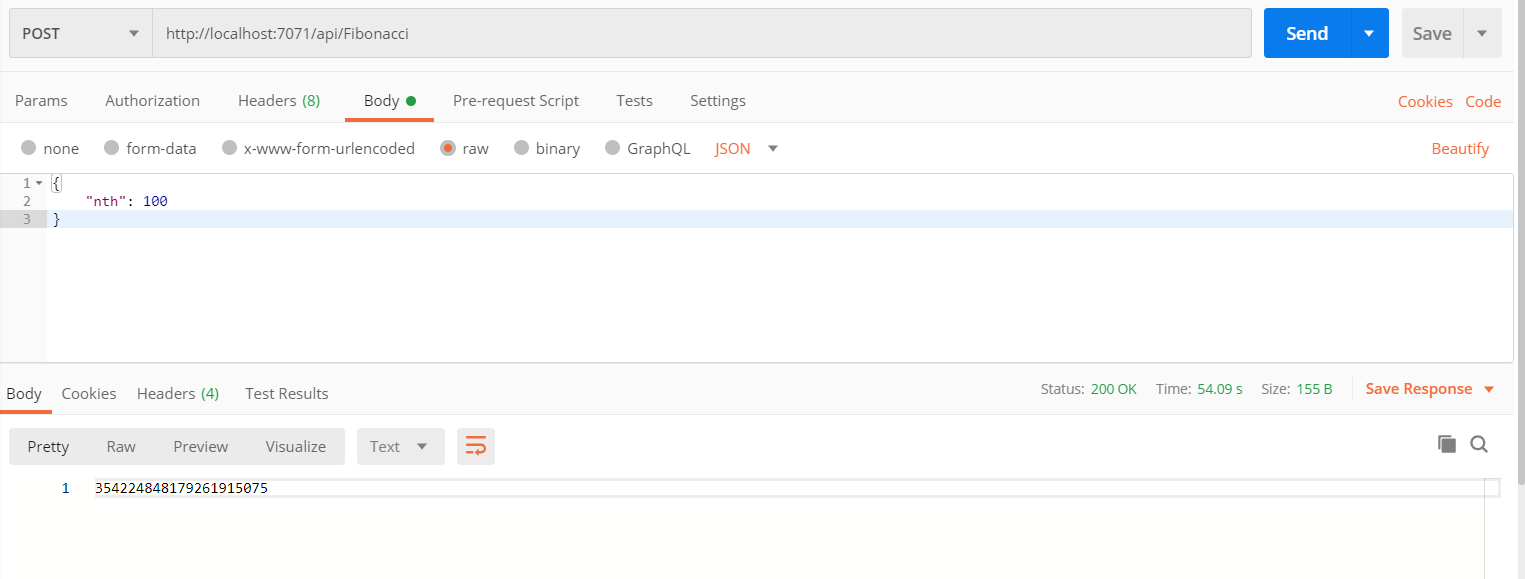 POST http://localhost:7071/api/Fibonacci Send Save
Params Authorization Headers (8) Body Pre-request Script Tests Settings Cookies Code
none form-data x-www-form-urlencoded raw binary GraphQL JSON Beautify
1 {
2 "nth": 100
3 }
Body Cookies Headers (4) Test Results Status: 200 OK Time: 54.09 s Size: 155 B Save Response
Pretty Raw Preview Visualize Text
1 354224848179261915075